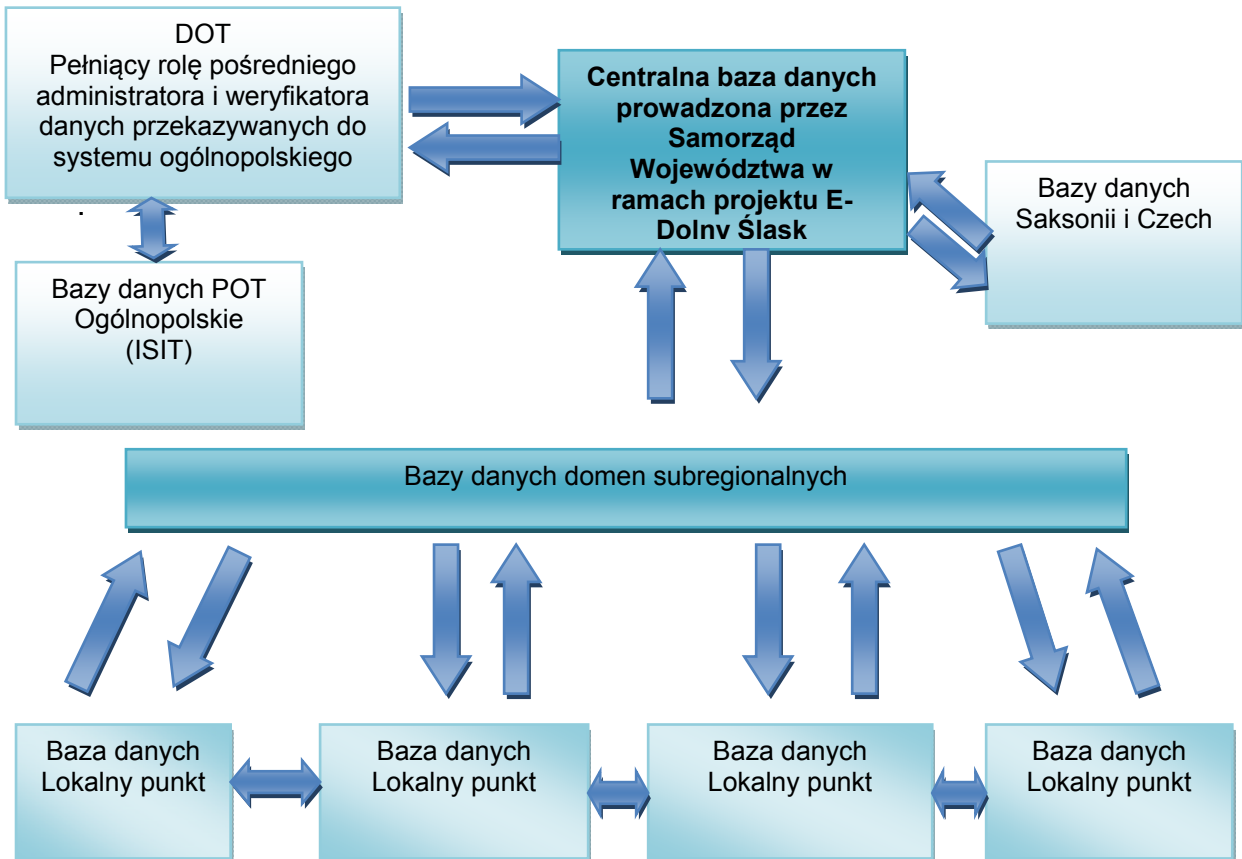 DOT
Pełniący rolę pośredniego
administratora i weryfikatora
danych przekazywanych do
systemu ogólnopolskiego
.
Centralna baza danych
prowadzona przez
Samorząd
Województwa w
ramach projektu E-
Dolny Śląsk
Bazy danych
Saksonii i Czech
Bazy danych POT
Ogólnopolskie
(ISIT)
Bazy danych domen subregionalnych
Baza danych
Lokalny punkt
Baza danych
Lokalny punkt
Baza danych
Lokalny punkt
Baza danych
Lokalny punkt